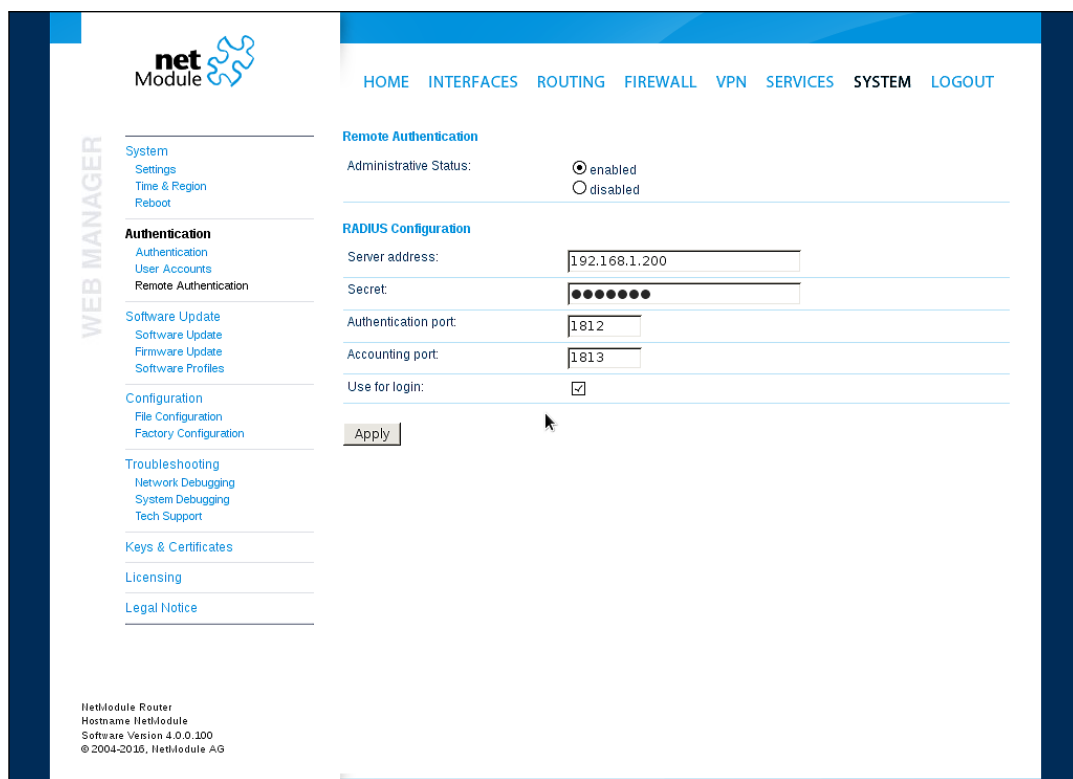 net
Module
HOME INTERFACES ROUTING FIREWALL VPN SERVICES SYSTEM LOGOUT
WEB MANAGER
System
Settings
Time & Region
Reboot
Authentication
Authentication
User Accounts
Remote Authentication
Software Update
Software Update
Firmware Update
Software Profiles
Configuration
File Configuration
Factory Configuration
Troubleshooting
Network Debugging
System Debugging
Tech Support
Keys & Certificates
Licensing
Legal Notice
Remote Authentication
Administrative Status:
enabled
disabled
RADIUS Configuration
Server address: 192.168.1.200
Secret: ●●●●●●●
Authentication port: 1812
Accounting port: 1813
Use for login:
Apply
NetModule Router
Hostname NetModule
Software Version 4.0.0.100
© 2004-2016, NetModule AG